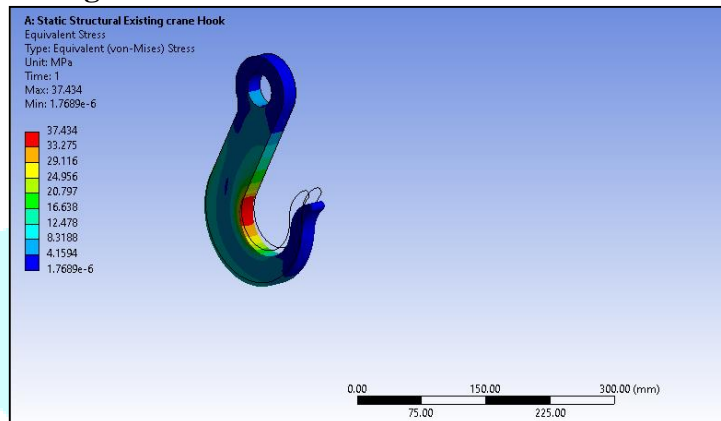 A: Static Structural Existing crane Hook
Equivalent Stress
Type: Equivalent (von-Mises) Stress
Unit: MPa
Time: 1
Max: 37.434
Min: 1.7689e-6
37.434
33.275
29.116
24.956
20.797
16.638
12.478
8.3188
4.1594
1.7689e-6
0.00 150.00 300.00 (mm)
75.00 225.00